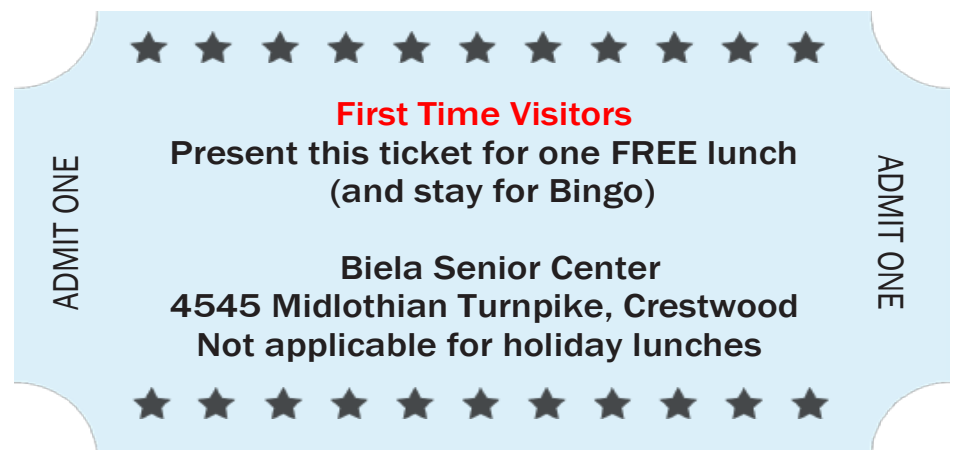 First Time Visitors
Present this ticket for one FREE lunch
(and stay for Bingo)
Biela Senior Center
4545 Midlothian Turnpike, Crestwood
Not applicable for holiday lunches
ADMIT ONE
ADMIT ONE